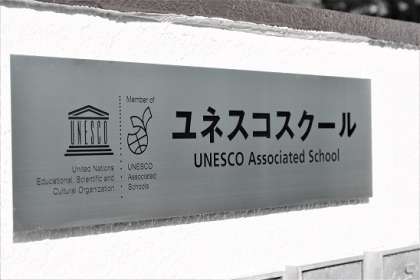 UNESCO
United Nations
Educational, Scientific and
Cultural Organization
Member of
UNESCO
Associated
Schools
ユネスコスクール
UNESCO Associated School